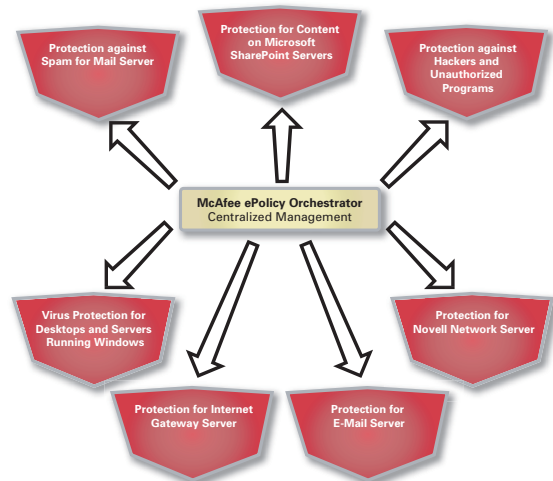 Protection against
Spam for Mail Server
Protection for Content
on Microsoft
SharePoint Servers
Protection against
Hackers and
Unauthorized
Programs
McAfee ePolicy Orchestrator
Centralized Management
Virus Protection for
Desktops and Servers
Running Windows
Protection for
Novell Network Server
Protection for Internet
Gateway Server
Protection for
E-Mail Server